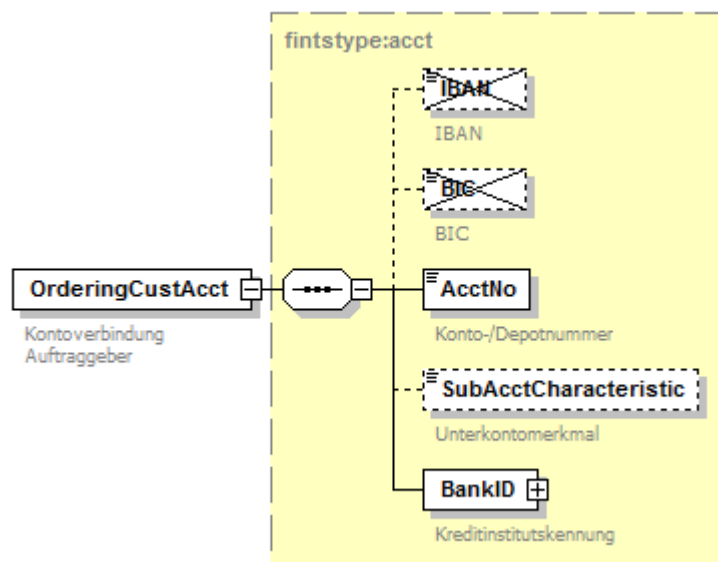 fintstype:acct
IBAN
IBAN
BIC
BIC
OrderingCustAcct
Kontoverbindung
Auftraggeber
AcctNo
Konto-/Depotnummer
SubAcctCharacteristic
Unterkontomerkmal
BankID
Kreditinstitutskennung